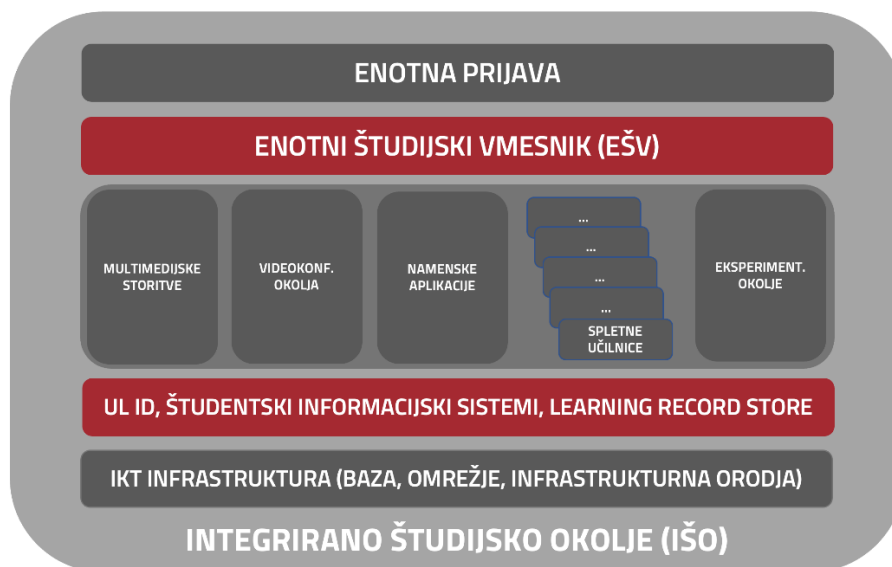 ENOTNA PRIJAVA
ENOTNI ŠTUDIJSKI VMESNIK (EŠV)
MULTIMEDIJSKE
STORITVE
VIDEOKONF.
OKOLJA
NAMENSKE
APLIKACIJE
...
...
...
...
SPLETNE
UČILNICE
EKSPERIMENT.
OKOLJE
UL ID, ŠTUDENTSKI INFORMACIJSKI SISTEMI, LEARNING RECORD STORE
IKT INFRASTRUKTURA (BAZA, OMREŽJE, INFRASTRUKTURNA ORODJA)
INTEGRIRANO ŠTUDIJSKO OKOLJE (IŠO)